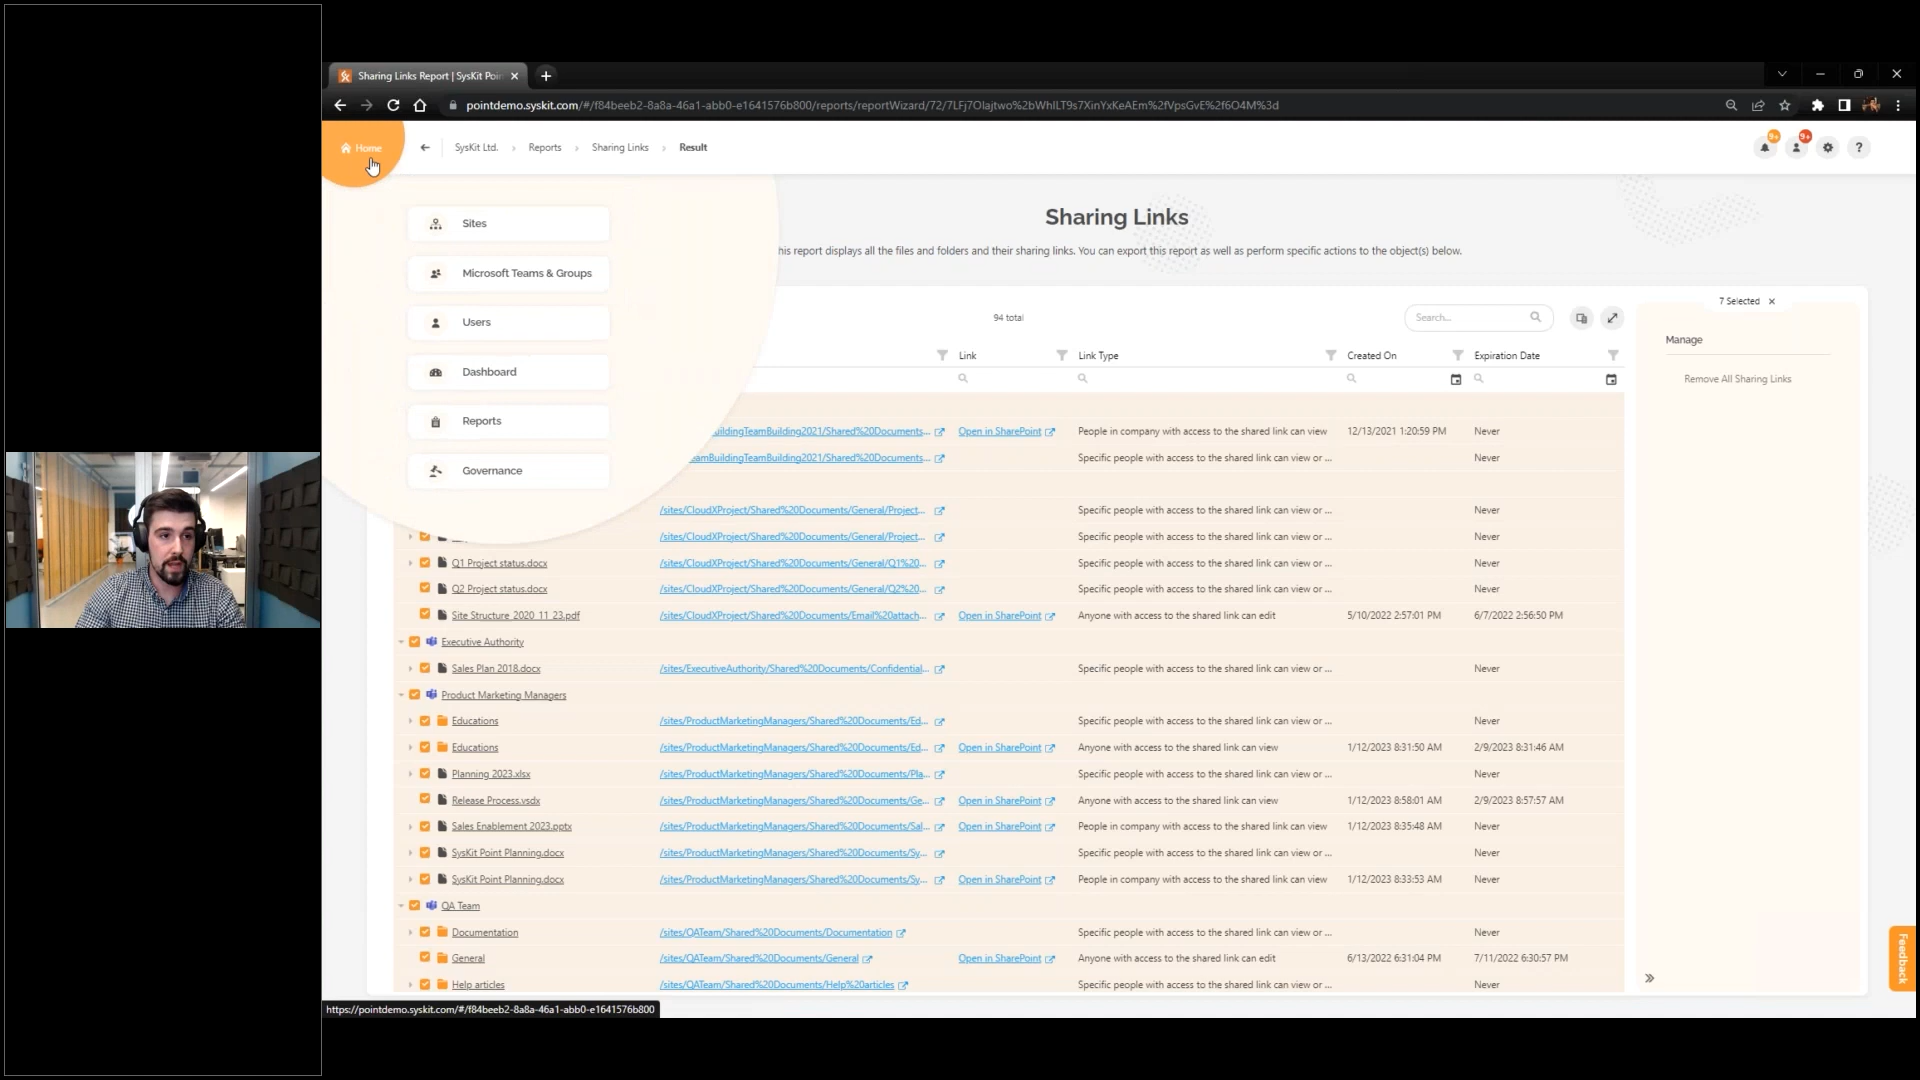 Sharing Links Report | SysKit Poin
pointdemo.syskit.com/#/f84beeb2-8a8a-46a1-abb0-e1641576b800/reports/reportWizard/72/7LFj7Olajtwo%2bWhILT9s7XinYxKeAEm%2fVpsGvE%2f6O4M%3d
Home
SysKit Ltd. > Reports > Sharing Links > Result
9+
9+
?
Sites
Microsoft Teams & Groups
Users
Dashboard
Reports
Governance
Sharing Links
his report displays all the files and folders and their sharing links. You can export this report as well as perform specific actions to the object(s) below.
94 total
Search...
7 Selected
Manage
Remove All Sharing Links
Link Link Type Created On Expiration Date
uildingTeamBuilding2021/Shared%20Documents... Open in SharePoint People in company with access to the shared link can view 12/13/2021 1:20:59 PM Never
eamBuildingTeamBuilding2021/Shared%20Documents... Specific people with access to the shared link can view or ... Never
/sites/CloudXProject/Shared%20Documents/General/Project... Specific people with access to the shared link can view or ... Never
/sites/CloudXProject/Shared%20Documents/General/Project... Specific people with access to the shared link can view or ... Never
Q1 Project status.docx /sites/CloudXProject/Shared%20Documents/General/Q1%20... Specific people with access to the shared link can view or ... Never
Q2 Project status.docx /sites/CloudXProject/Shared%20Documents/General/Q2%20... Specific people with access to the shared link can view or ... Never
Site Structure_2020_11_23.pdf /sites/CloudXProject/Shared%20Documents/Email%20attach... Open in SharePoint Anyone with access to the shared link can edit 5/10/2022 2:57:01 PM 6/7/2022 2:56:50 PM
Executive Authority
Sales Plan 2018.docx /sites/ExecutiveAuthority/Shared%20Documents/Confidential... Specific people with access to the shared link can view or ... Never
Product Marketing Managers
Educations /sites/ProductMarketingManagers/Shared%20Documents/Ed... Specific people with access to the shared link can view or ... Never
Educations /sites/ProductMarketingManagers/Shared%20Documents/Ed... Open in SharePoint Anyone with access to the shared link can view 1/12/2023 8:31:50 AM 2/9/2023 8:31:46 AM
Planning 2023.xlsx /sites/ProductMarketingManagers/Shared%20Documents/Pla... Specific people with access to the shared link can view or ... Never
Release Process.vsdx /sites/ProductMarketingManagers/Shared%20Documents/Ge... Open in SharePoint Anyone with access to the shared link can view 1/12/2023 8:58:01 AM 2/9/2023 8:57:57 AM
Sales Enablement 2023.pptx /sites/ProductMarketingManagers/Shared%20Documents/Sal... Open in SharePoint People in company with access to the shared link can view 1/12/2023 8:35:48 AM Never
SysKit Point Planning.docx /sites/ProductMarketingManagers/Shared%20Documents/Sy... Specific people with access to the shared link can view or ... Never
SysKit Point Planning.docx /sites/ProductMarketingManagers/Shared%20Documents/Sy... Open in SharePoint People in company with access to the shared link can view 1/12/2023 8:33:53 AM Never
QA Team
Documentation /sites/QATeam/Shared%20Documents/Documentation Specific people with access to the shared link can view or ... Never
General /sites/QATeam/Shared%20Documents/General Open in SharePoint Anyone with access to the shared link can edit 6/13/2022 6:31:04 PM 7/11/2022 6:30:57 PM
Help articles /sites/QATeam/Shared%20Documents/Help%20articles Specific people with access to the shared link can view or ... Never
Feedback
https://pointdemo.syskit.com/#/f84beeb2-8a8a-46a1-abb0-e1641576b800